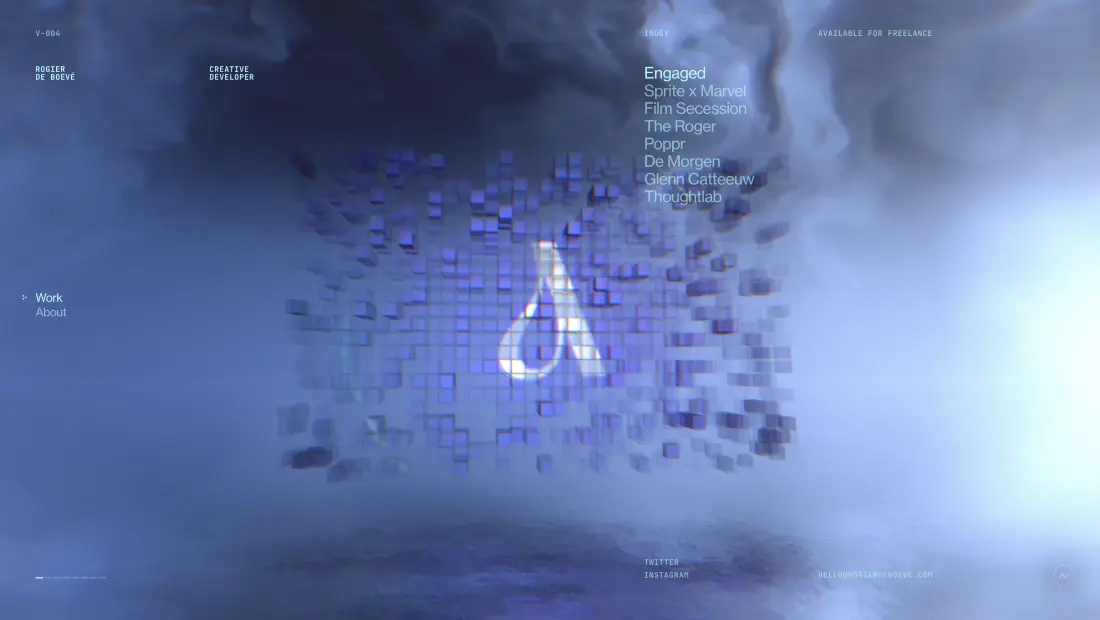 V-004
INDEX
AVAILABLE FOR FREELANCE
ROGIER
DE BOEVÉ
CREATIVE
DEVELOPER
Engaged
Sprite x Marvel
Film Secession
The Roger
Poppr
De Morgen
Glenn Catteeuw
Thoughtlab
Work
About
TWITTER
INSTAGRAM
HELLO@ROGIERDEBOEVE.COM